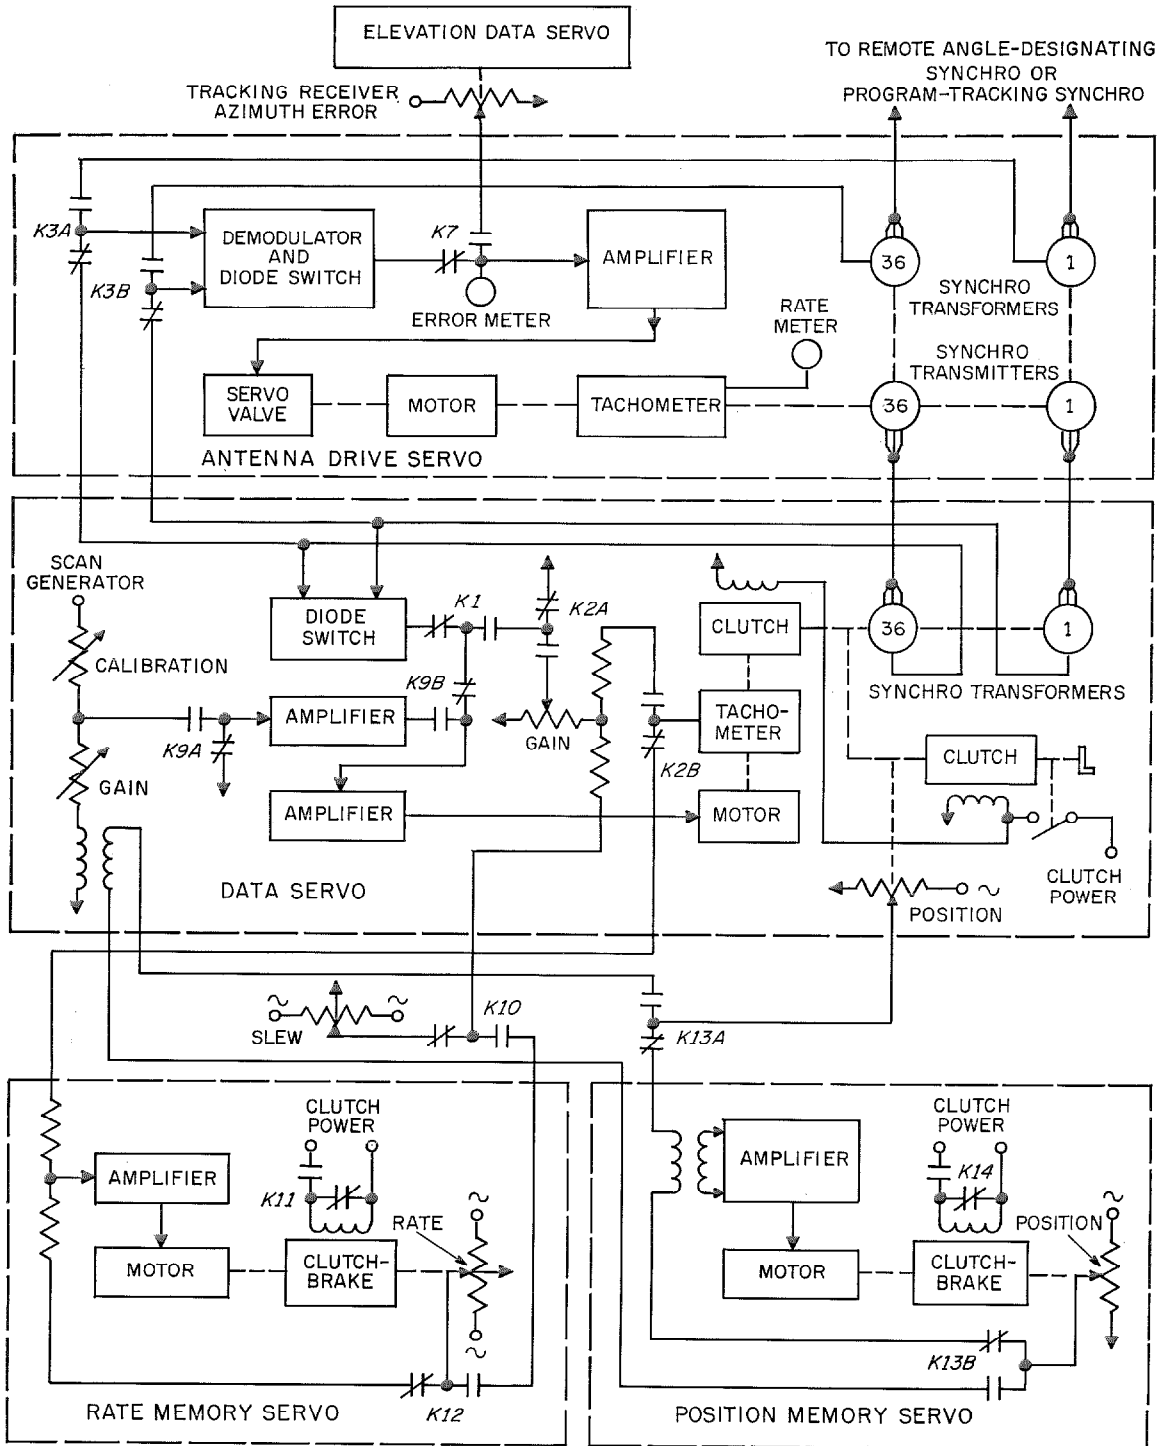 ELEVATION DATA SERVO
TO REMOTE ANGLE-DESIGNATING
SYNCHRO OR
PROGRAM-TRACKING SYNCHRO
TRACKING RECEIVER
AZIMUTH ERROR
K3A
K3B
DEMODULATOR
AND
DIODE SWITCH
K7
ERROR METER
AMPLIFIER
36
1
SYNCHRO
TRANSFORMERS
RATE
METER
SYNCHRO
TRANSMITTERS
SERVO
VALVE
MOTOR
TACHOMETER
36
1
ANTENNA DRIVE SERVO
SCAN
GENERATOR
CALIBRATION
DIODE
SWITCH
K1
K2A
CLUTCH
36
1
SYNCHRO TRANSFORMERS
K9B
AMPLIFIER
K9A
GAIN
TACHO-
METER
K2B
GAIN
AMPLIFIER
MOTOR
CLUTCH
CLUTCH
POWER
DATA SERVO
~
POSITION
~
~
SLEW
K10
K13A
CLUTCH
POWER
AMPLIFIER
K11
~
RATE
MOTOR
CLUTCH-
BRAKE
~
K12
RATE MEMORY SERVO
CLUTCH
POWER
AMPLIFIER
K14
~
POSITION
MOTOR
CLUTCH-
BRAKE
K13B
POSITION MEMORY SERVO